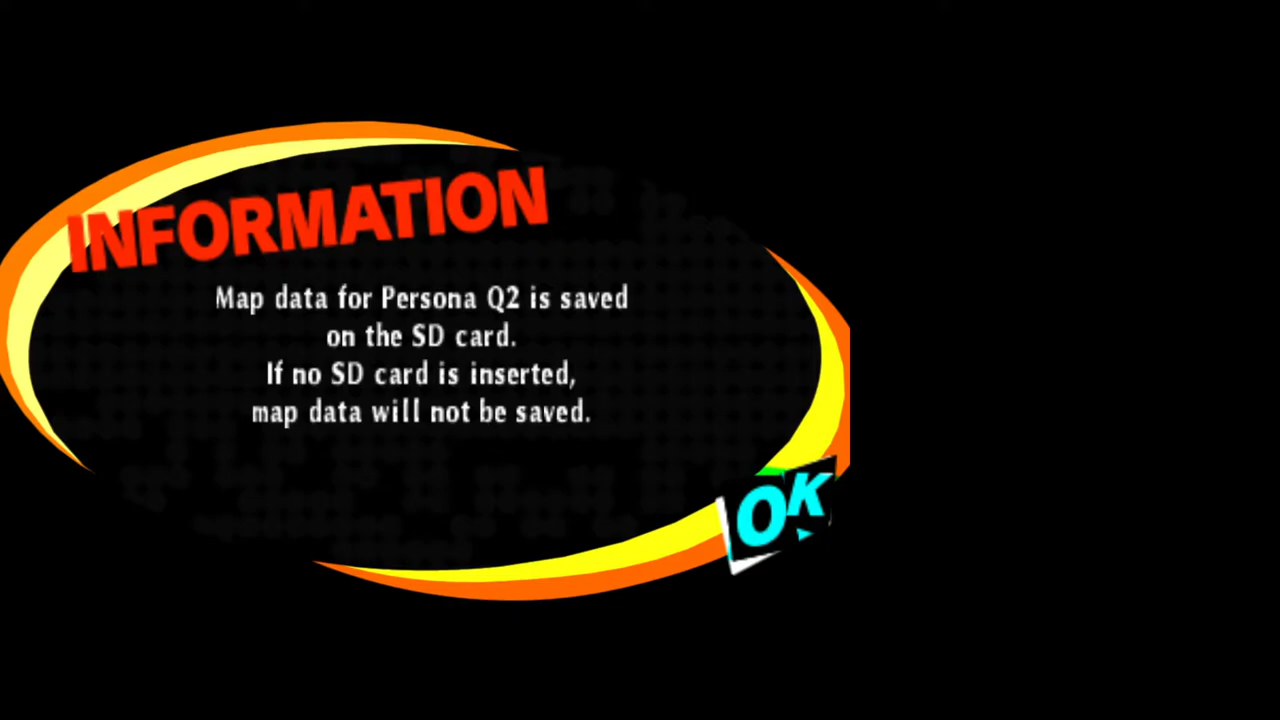 INFORMATION
Map data for Persona Q2 is saved
on the SD card.
If no SD card is inserted,
map data will not be saved.
OK